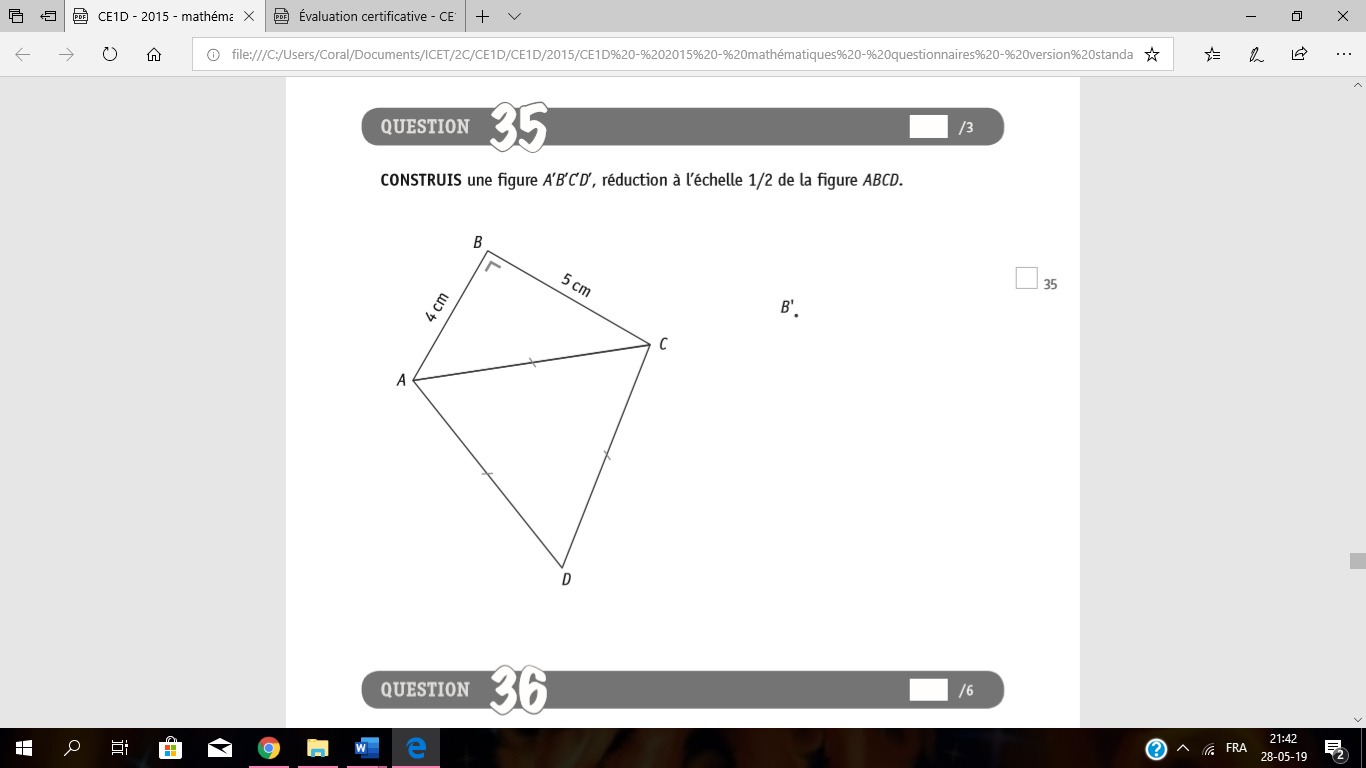 CE1D - 2015 - mathéma
Évaluation certificative - CE
file:///C:/Users/Coral/Documents/ICET/2C/CE1D/CE1D/2015/CE1D%20-%202015%20-%20mathématiques%20-%20questionnaires%20-%20version%20standa
QUESTION 35 /3
CONSTRUIS une figure A'B'C'D', réduction à l'échelle 1/2 de la figure ABCD.
B
5 cm
4 cm
35
B'.
C
A
D
QUESTION 36 /6
FRA
21:42
28-05-19
2